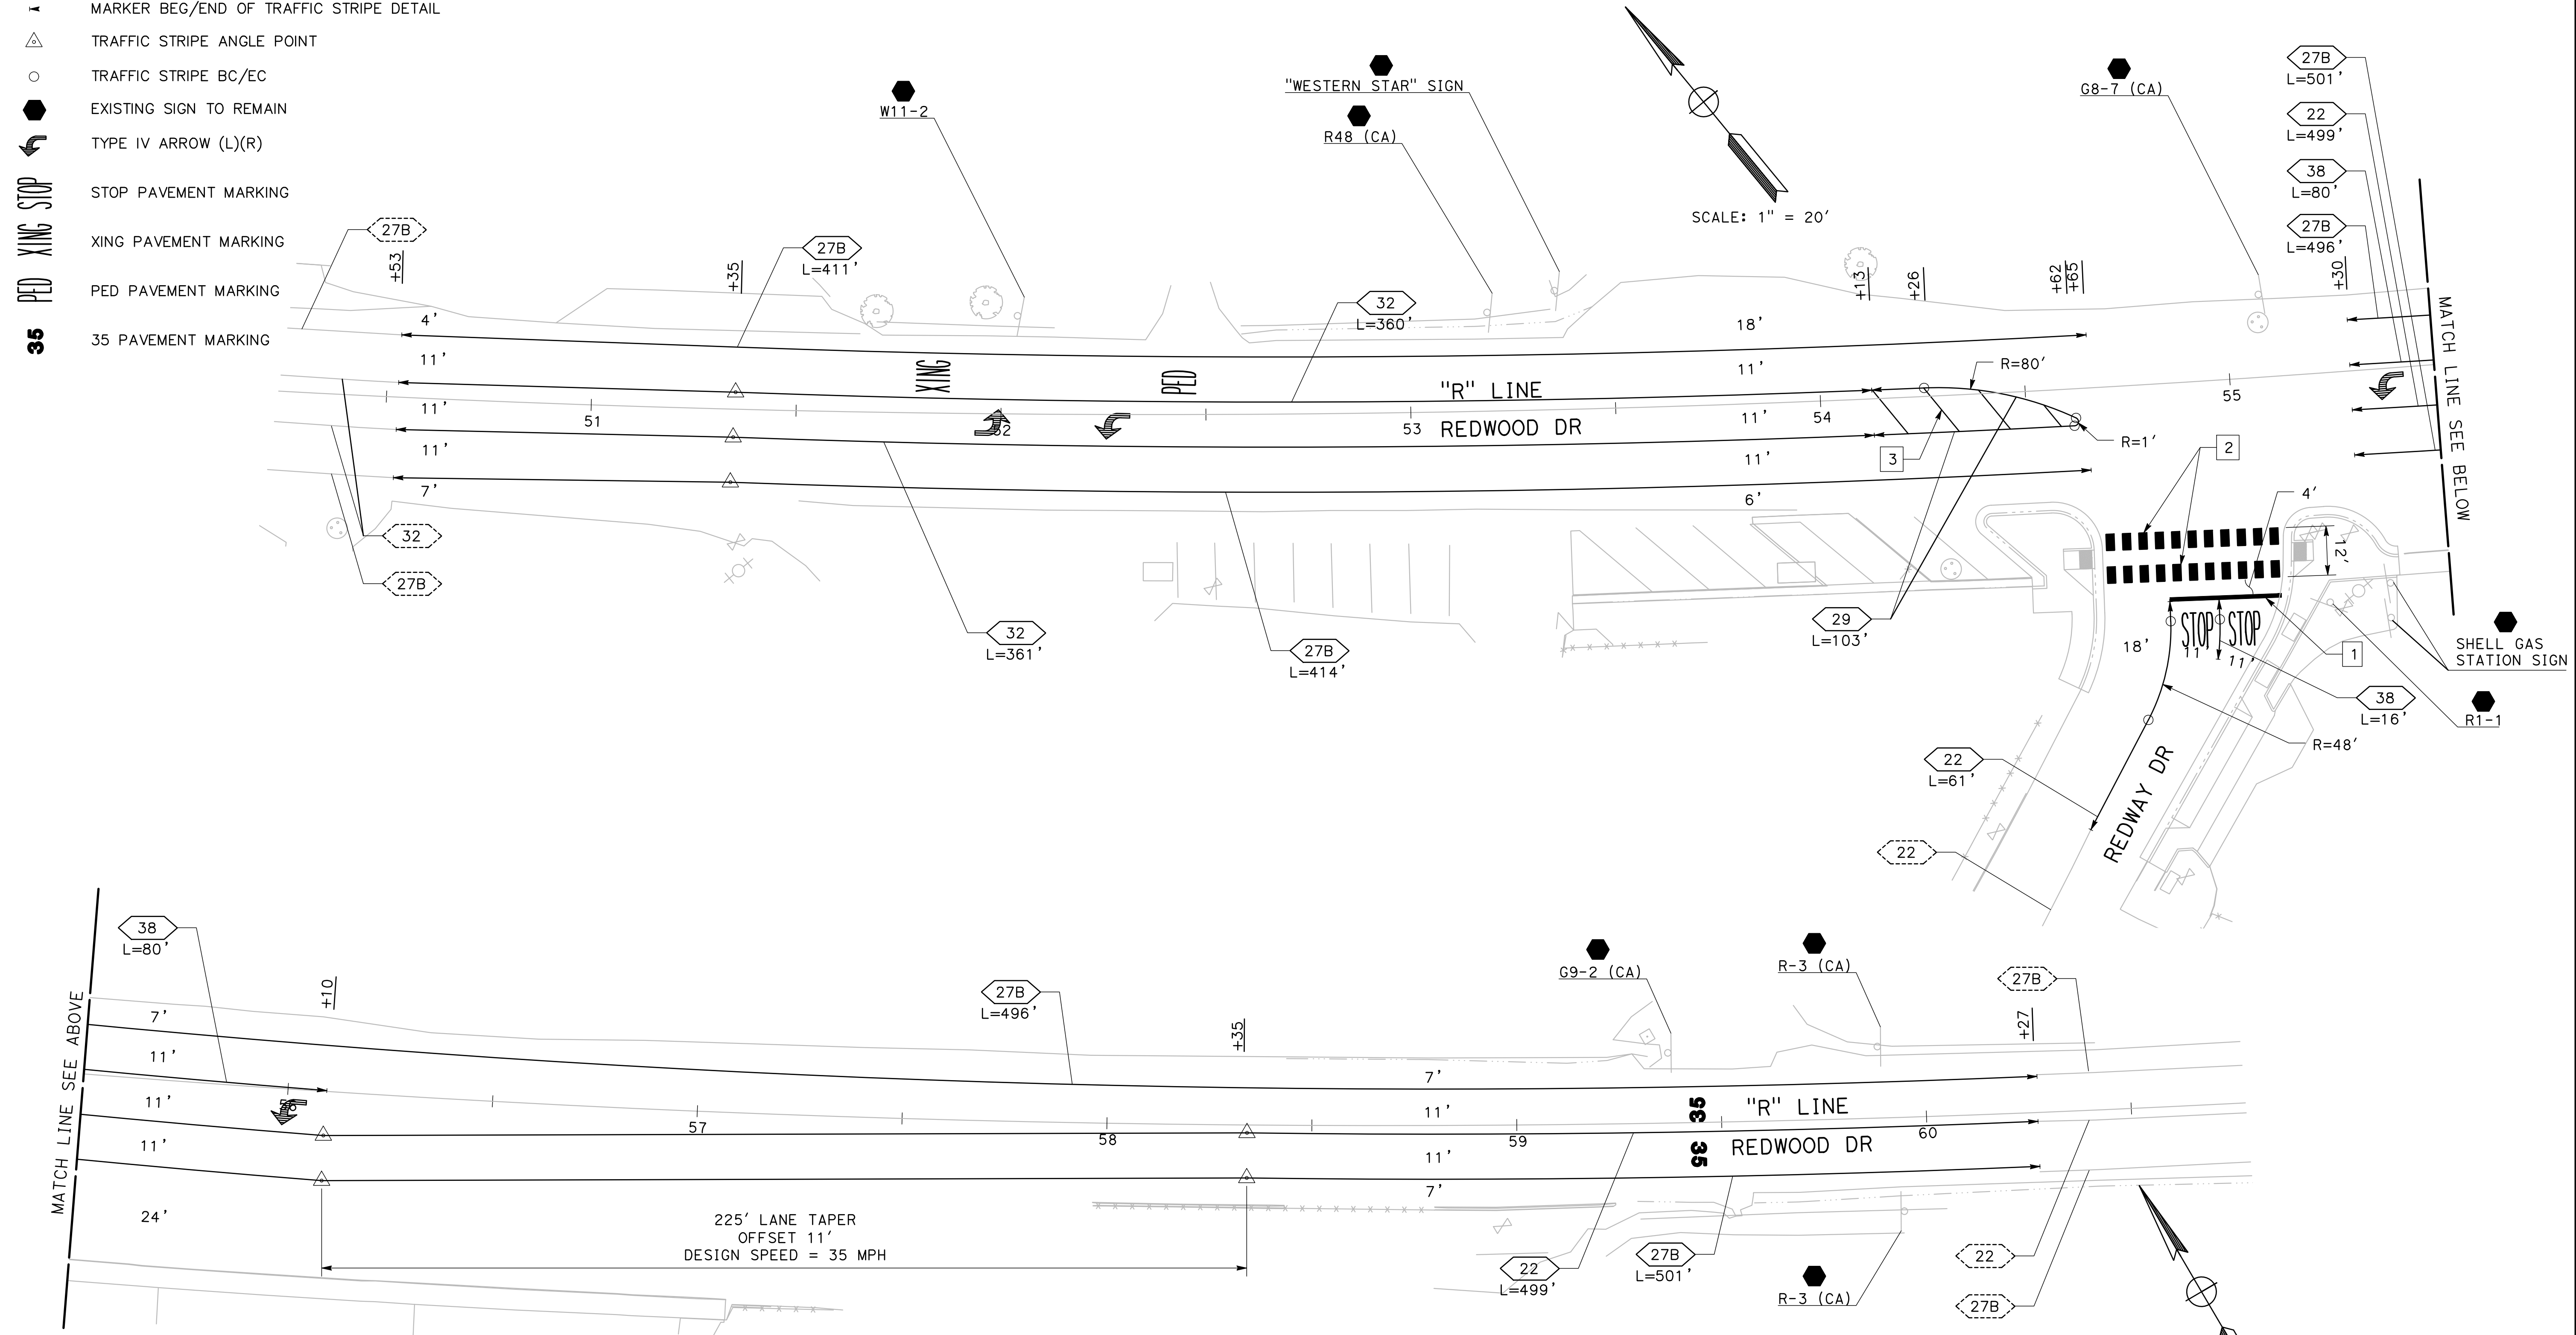 MARKER BEG/END OF TRAFFIC STRIPE DETAIL
TRAFFIC STRIPE ANGLE POINT
TRAFFIC STRIPE BC/EC
EXISTING SIGN TO REMAIN
TYPE IV ARROW (L)(R)
STOP STOP PAVEMENT MARKING
XING XING PAVEMENT MARKING
PED PED PAVEMENT MARKING
35 35 PAVEMENT MARKING
W11-2
"WESTERN STAR" SIGN
R48 (CA)
SCALE: 1" = 20'
G8-7 (CA)
27B
L=501'
22
L=499'
38
L=80'
27B
L=496'
27B
+53
+35
27B
L=411'
32
L=360'
+13
+26
+62
+65
+30
MATCH LINE SEE BELOW
4'
11'
11'
11'
7'
XING
PED
18'
11'
11'
11'
6'
"R" LINE
REDWOOD DR
51
52
53
54
55
R=80'
R=1'
3
2
4'
12'
32
27B
32
L=361'
27B
L=414'
29
L=103'
STOP
STOP
18'
11'
11'
1
SHELL GAS
STATION SIGN
38
L=16'
R1-1
R=48'
22
L=61'
22
REDWAY DR
MATCH LINE SEE ABOVE
38
L=80'
+10
27B
L=496'
+35
G9-2 (CA)
R-3 (CA)
27B
+27
7'
11'
11'
11'
24'
56
57
58
59
60
7'
11'
11'
7'
35
35
"R" LINE
REDWOOD DR
225' LANE TAPER
OFFSET 11'
DESIGN SPEED = 35 MPH
22
L=499'
27B
L=501'
R-3 (CA)
22
27B